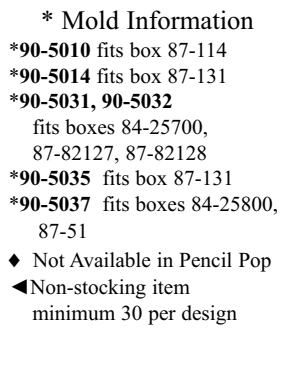 * Mold Information
*90-5010 fits box 87-114
*90-5014 fits box 87-131
*90-5031, 90-5032
fits boxes 84-25700,
87-82127, 87-82128
*90-5035 fits box 87-131
*90-5037 fits boxes 84-25800,
87-51
♦ Not Available in Pencil Pop
◄Non-stocking item
minimum 30 per design